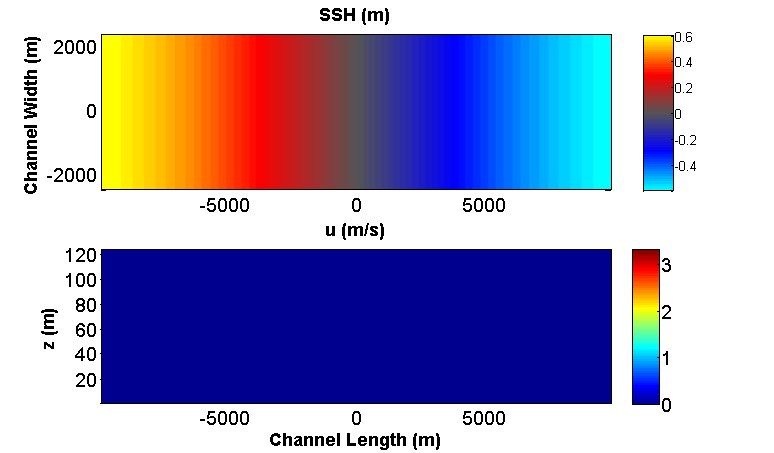 SSH (m)
Channel Width (m)
2000
0
-2000
-5000 0 5000
0.6
0.4
0.2
0
-0.2
-0.4
u (m/s)
z (m)
120
100
80
60
40
20
-5000 0 5000
Channel Length (m)
3
2
1
0